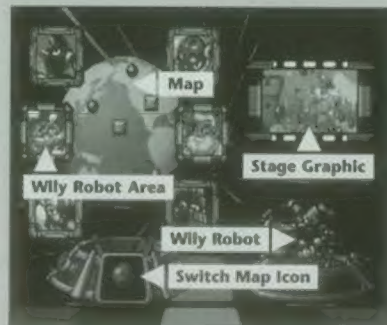 Map
Stage Graphic
Wily Robot Area
Wily Robot
Switch Map Icon